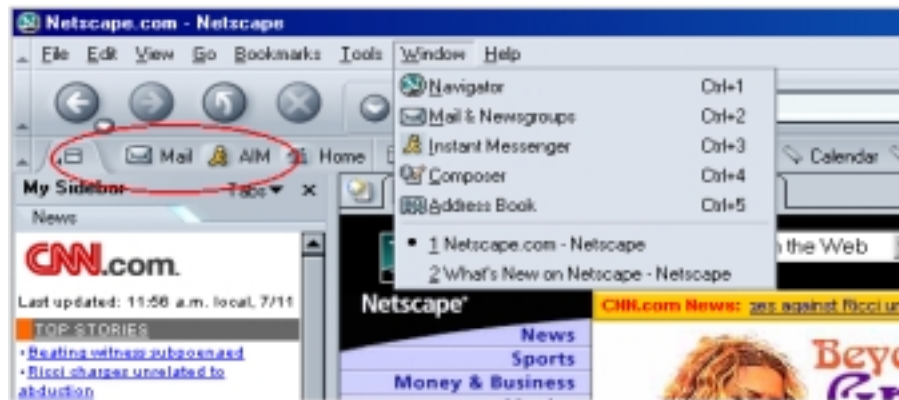 Netscape.com - Netscape
File Edit View Go Bookmarks Tools Window Help
Navigator Ctrl+1
Mail & Newsgroups Ctrl+2
Instant Messenger Ctrl+3
Composer Ctrl+4
Address Book Ctrl+5
1 Netscape.com - Netscape
2 What's New on Netscape - Netscape
Mail AIM Home Calendar
My Sidebar Tabs
News
CNN.com.
Last updated: 11:56 a.m. local, 7/11
TOP STORIES
Beating witness subpoenaed
Ricci charges unrelated to
abduction
the Web
Netscape
CNN.com News: against Ricci
News
Sports
Money & Business